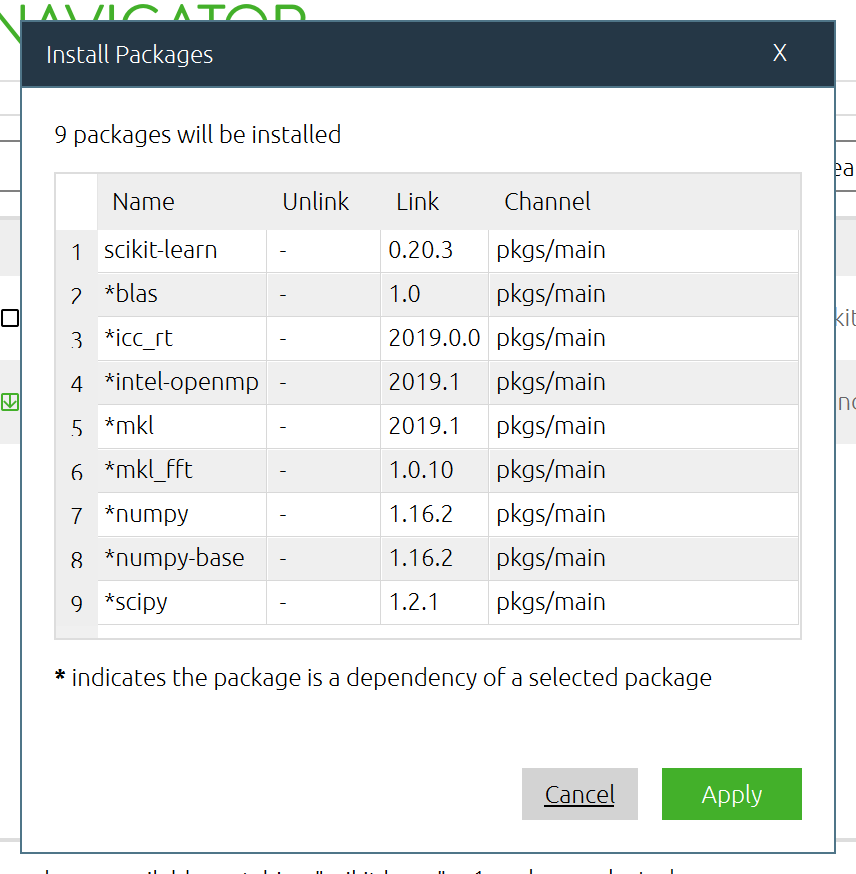 NAVIGATOR
Install Packages X
9 packages will be installed
Name Unlink Link Channel
1 scikit-learn - 0.20.3 pkgs/main
2 *blas - 1.0 pkgs/main
3 *icc_rt - 2019.0.0 pkgs/main
4 *intel-openmp - 2019.1 pkgs/main
5 *mkl - 2019.1 pkgs/main
6 *mkl_fft - 1.0.10 pkgs/main
7 *numpy - 1.16.2 pkgs/main
8 *numpy-base - 1.16.2 pkgs/main
9 *scipy - 1.2.1 pkgs/main
* indicates the package is a dependency of a selected package
Cancel Apply